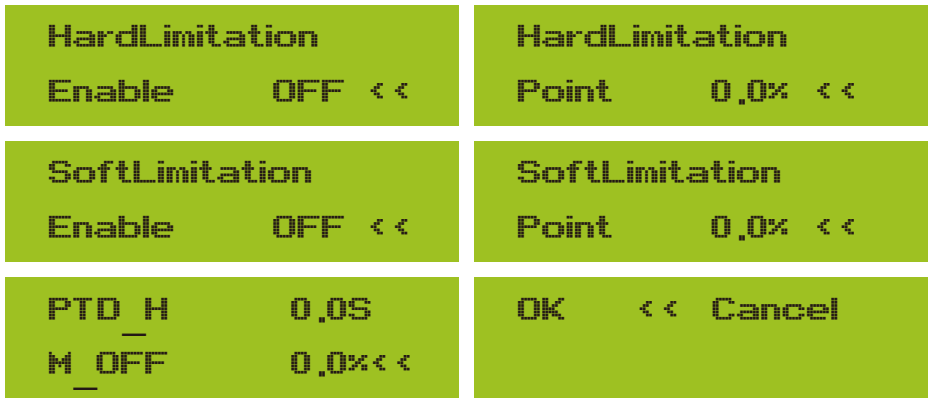 HardLimitation
Enable OFF <<
HardLimitation
Point 0.0% <<
SoftLimitation
Enable OFF <<
SoftLimitation
Point 0.0% <<
PTD_H 0.0S
M_OFF 0.0%<<
OK << Cancel